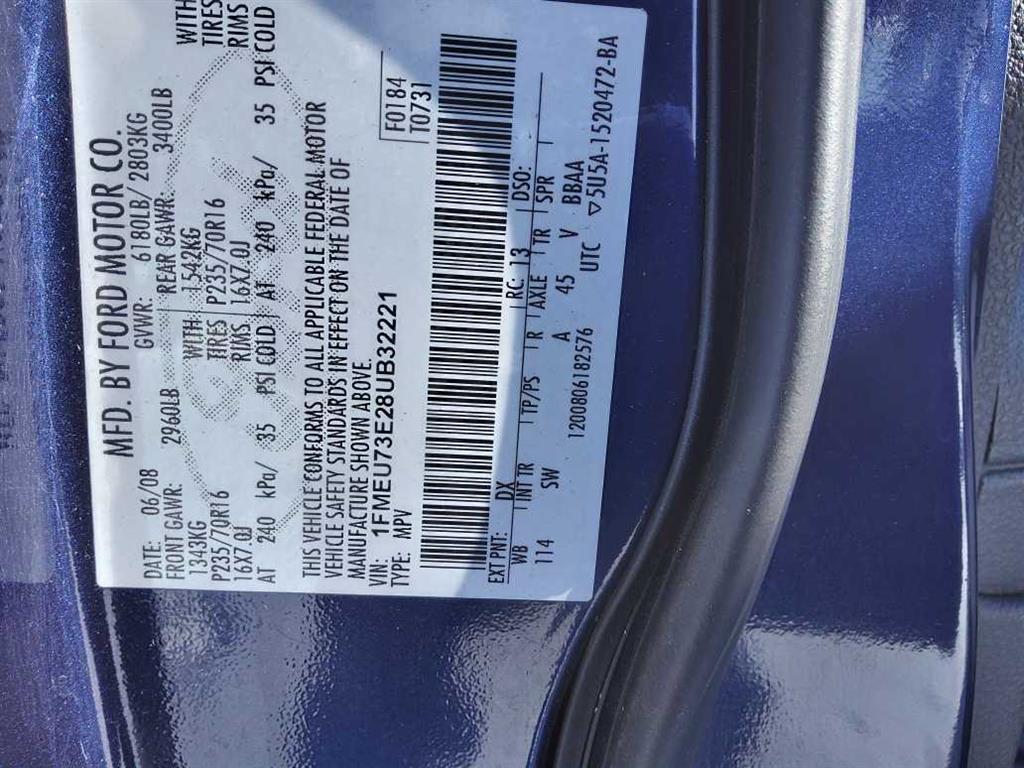 MFD. BY FORD MOTOR CO.
DATE: 06/08 GVWR: 6180LB/ 2803KG
FRONT GAWR: 2960LB REAR GAWR: 3400LB
1343KG WITH 1542KG WITH
P235/70R16 TIRES P235/70R16 TIRES
16X7.0J RIMS 16X7.0J RIMS
AT 240 kPa/ 35 PSI COLD AT 240 kPa/ 35 PSI COLD
THIS VEHICLE CONFORMS TO ALL APPLICABLE FEDERAL MOTOR
VEHICLE SAFETY STANDARDS IN EFFECT ON THE DATE OF
MANUFACTURE SHOWN ABOVE.
VIN: 1FMEU73E28UB32221
TYPE: MPV
F0184
T0731
EXT PNT: DX RC: 13 DSO:
WB INT TR TP/PS R AXLE TR SPR
114 SW A 45 V BBAA
1200806182576 UTC ▽5U5A-1520472-BA